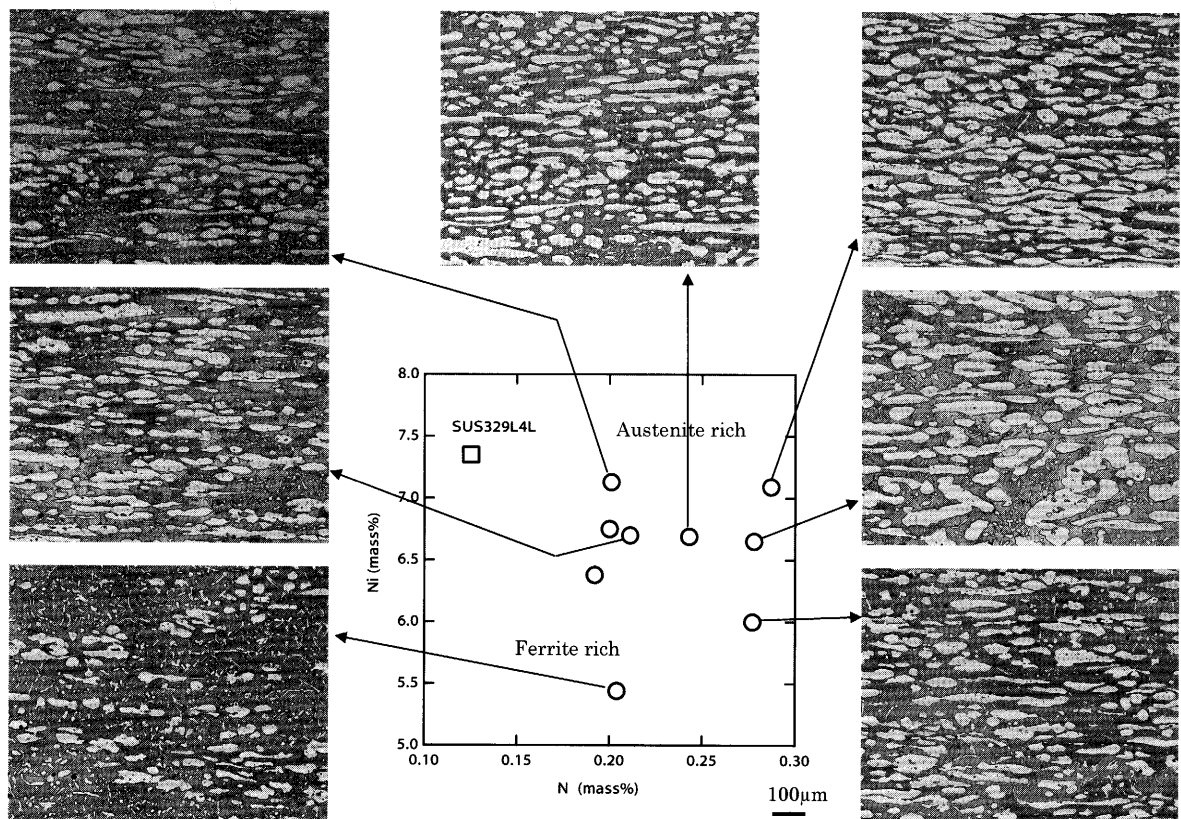 8.0
SUS329L4L
Austenite rich
7.5
7.0
Ni (mass%)
6.5
6.0
Ferrite rich
5.5
5.0
0.10
0.15
0.20
0.25
0.30
N (mass%)
100µm